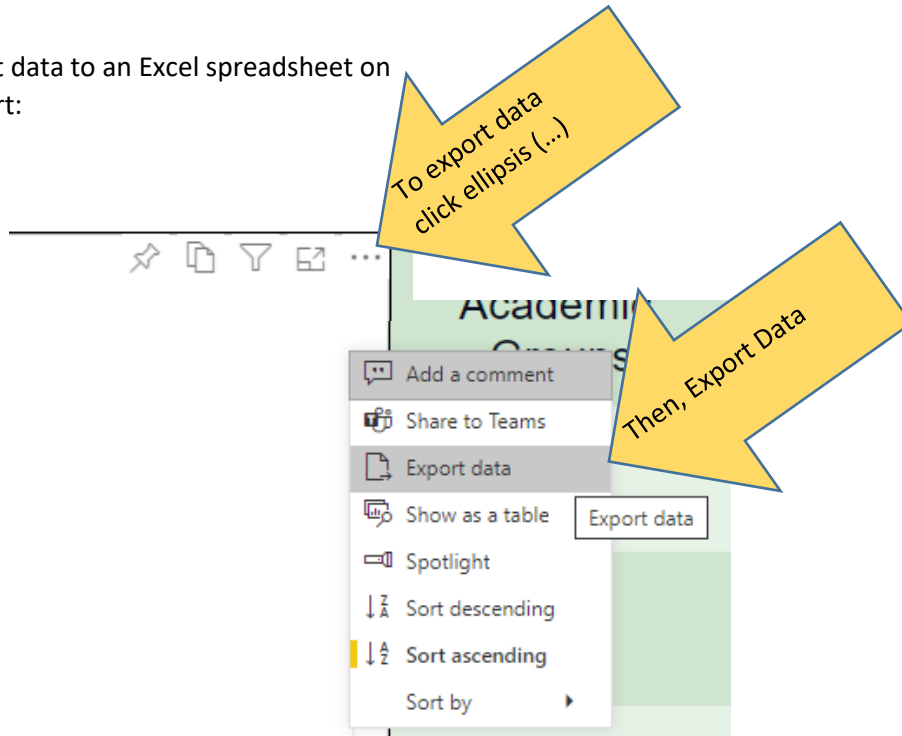 data to an Excel spreadsheet on
To export data
click ellipsis (...)
...
Academic
Then, Export Data
Add a comment
Share to Teams
Export data
Show as a table
Export data
Spotlight
Sort descending
Sort ascending
Sort by